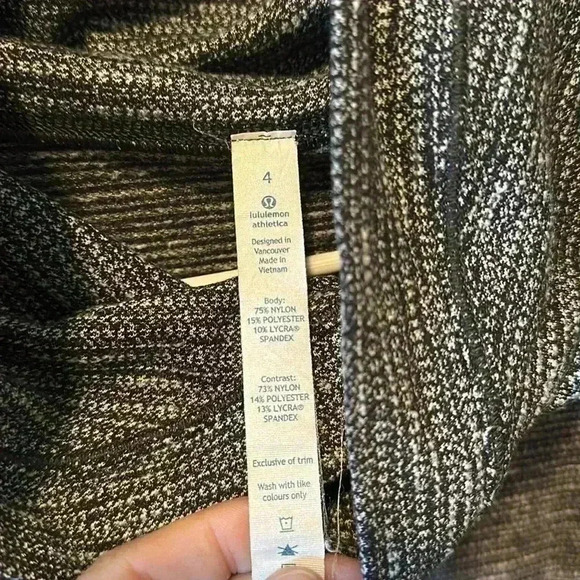 4
lululemon
athletica
Designed in
Vancouver
Made in
Vietnam
Body:
75% NYLON
15% POLYESTER
10% LYCRA®
SPANDEX
Contrast:
73% NYLON
14% POLYESTER
13% LYCRA®
SPANDEX
Exclusive of trim
Wash with like
colours only